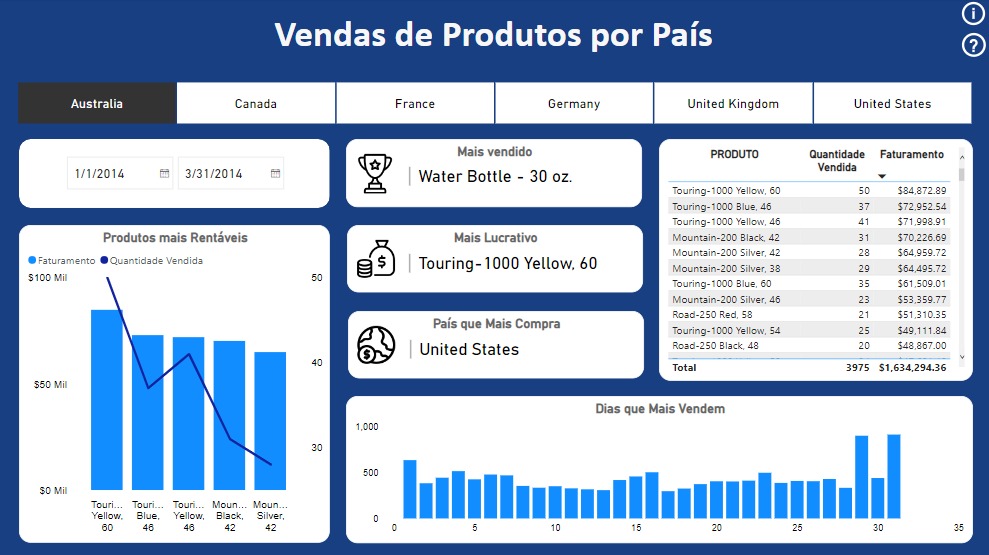 Vendas de Produtos por País
i
?
Australia
Canada
France
Germany
United Kingdom
United States
1/1/2014
3/31/2014
Produtos mais Rentáveis
Faturamento
Quantidade Vendida
$100 Mil
$50 Mil
$0 Mil
50
40
30
Touri... Yellow, 60
Touri... Blue, 46
Touri... Yellow, 46
Moun... Black, 42
Moun... Silver, 42
Mais vendido
Water Bottle - 30 oz.
Mais Lucrativo
$
Touring-1000 Yellow, 60
País que Mais Compra
$
United States
PRODUTO Quantidade Vendida Faturamento
Touring-1000 Yellow, 60 50 $84,872.89
Touring-1000 Blue, 46 37 $72,952.54
Touring-1000 Yellow, 46 41 $71,998.91
Mountain-200 Black, 42 31 $70,226.69
Mountain-200 Silver, 42 28 $64,959.72
Mountain-200 Silver, 38 29 $64,495.72
Touring-1000 Blue, 60 35 $61,509.01
Mountain-200 Silver, 46 23 $53,359.77
Road-250 Red, 58 21 $51,310.35
Touring-1000 Yellow, 54 25 $49,111.84
Road-250 Black, 48 20 $48,867.00
Total 3975 $1,634,294.36
Dias que Mais Vendem
1,000
500
0
0 5 10 15 20 25 30 35